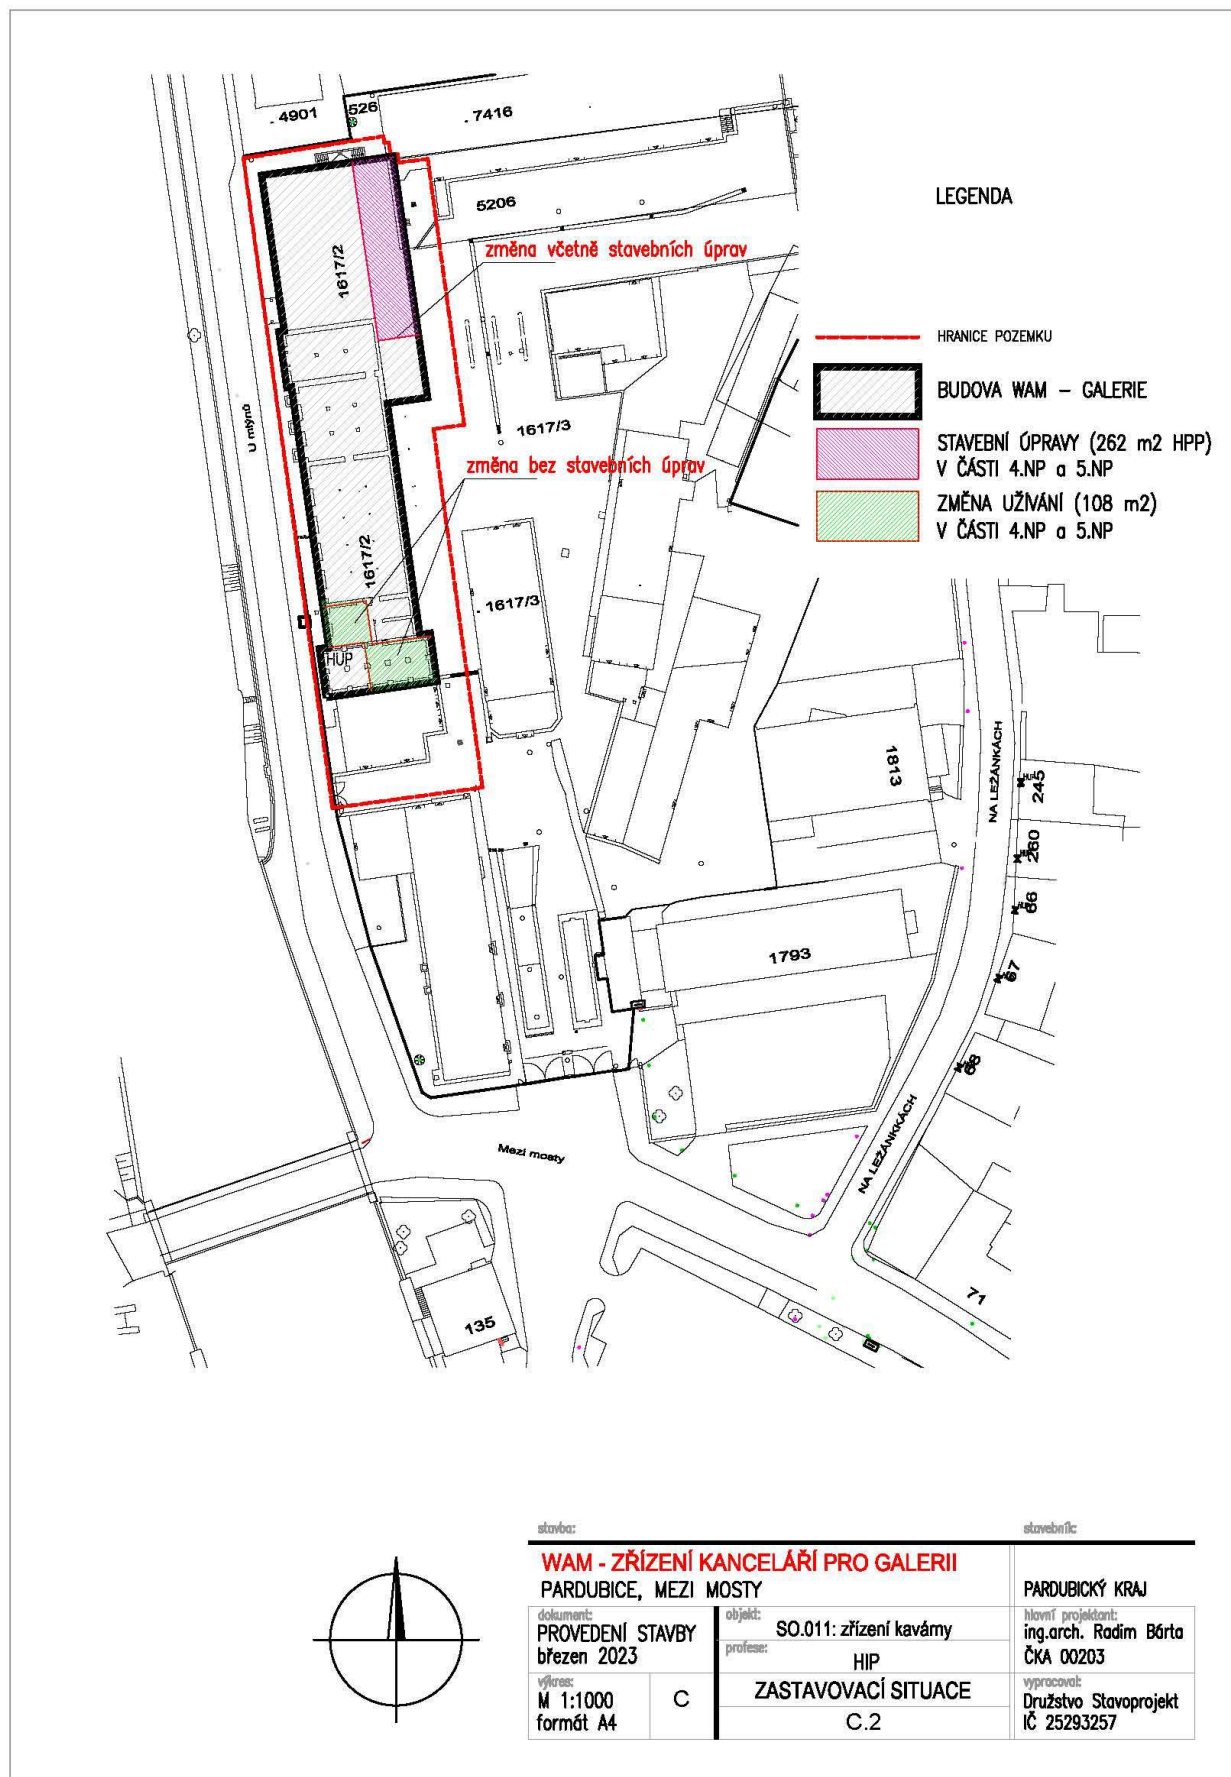 4901
526
7416
5206
LEGENDA
změna včetně stavebních úprav
1617/2
HRANICE POZEMKU
BUDOVA WAM – GALERIE
U mlýnů
1617/3
STAVEBNÍ ÚPRAVY (262 m2 HPP)
V ČÁSTI 4.NP a 5.NP
změna bez stavebních úprav
ZMĚNA UŽÍVÁNÍ (108 m2)
V ČÁSTI 4.NP a 5.NP
1617/2
1617/3
HUP
1813
NA LEŽÁNKÁCH
245
260
66
1793
67
68
Mezi mosty
NA LEŽÁNKKÁCH
71
135
stavba:
stavebník:
WAM - ZŘÍZENÍ KANCELÁŘÍ PRO GALERII
PARDUBICE, MEZI MOSTY
PARDUBICKÝ KRAJ
dokument:
PROVEDENÍ STAVBY
březen 2023
objekt:
SO.011: zřízení kavárny
profese:
HIP
hlavní projektant:
ing.arch. Radim Bárta
ČKA 00203
výkres:
M 1:1000
formát A4
C
ZASTAVOVACÍ SITUACE
C.2
vypracoval:
Družstvo Stavoprojekt
IČ 25293257